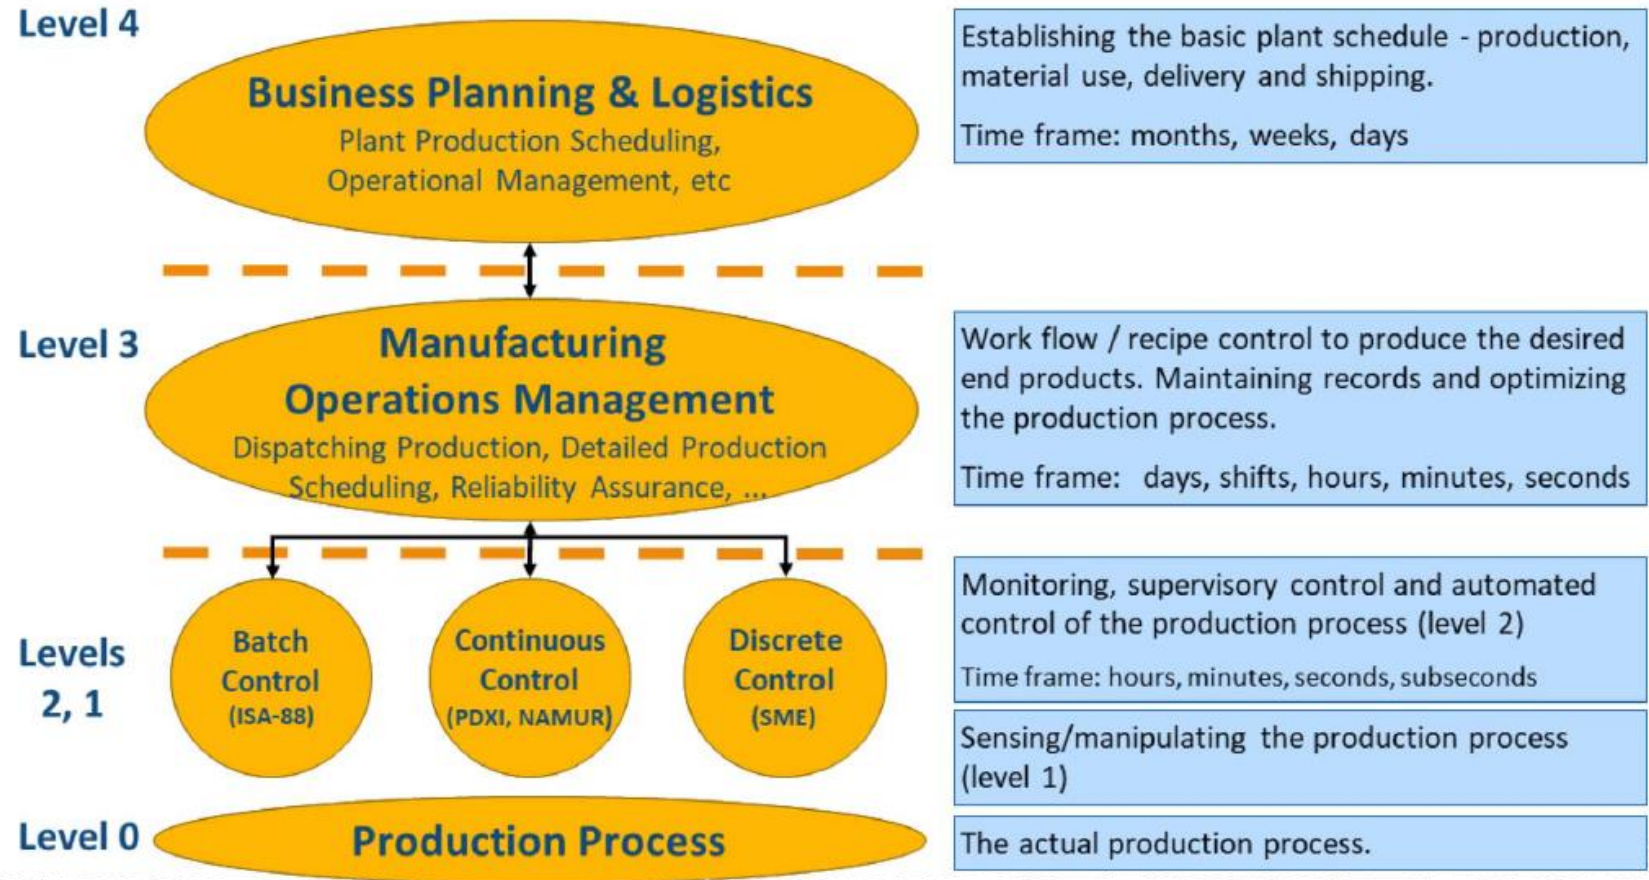 Level 4
Business Planning & Logistics
Plant Production Scheduling,
Operational Management, etc
Establishing the basic plant schedule - production,
material use, delivery and shipping.
Time frame: months, weeks, days
Level 3
Manufacturing
Operations Management
Dispatching Production, Detailed Production
Scheduling, Reliability Assurance, ...
Work flow / recipe control to produce the desired
end products. Maintaining records and optimizing
the production process.
Time frame: days, shifts, hours, minutes, seconds
Levels
2, 1
Batch
Control
(ISA-88)
Continuous
Control
(PDXI, NAMUR)
Discrete
Control
(SME)
Monitoring, supervisory control and automated
control of the production process (level 2)
Time frame: hours, minutes, seconds, subseconds
Sensing/manipulating the production process
(level 1)
Level 0
Production Process
The actual production process.